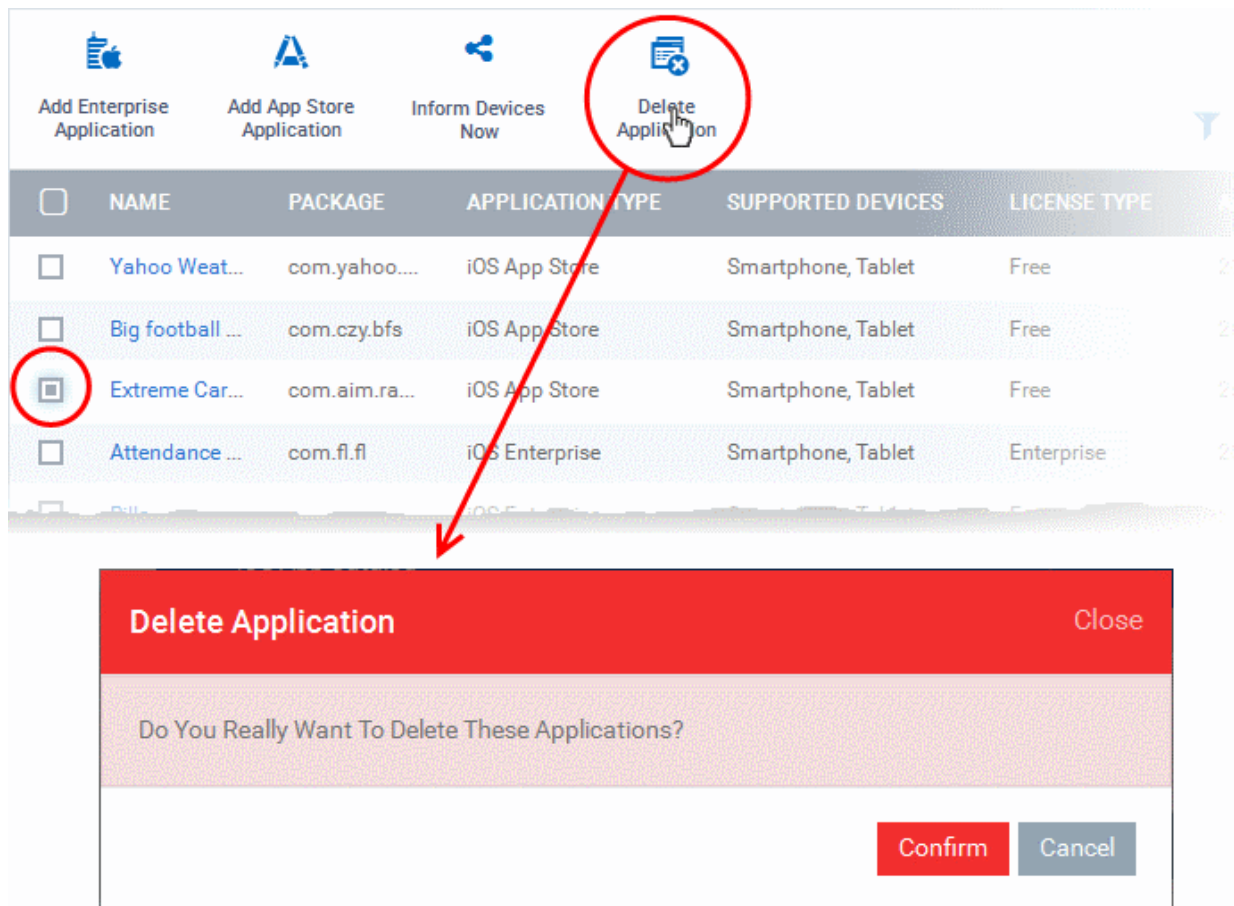 Add Enterprise Application
Add App Store Application
Inform Devices Now
Delete Application
NAME PACKAGE APPLICATION TYPE SUPPORTED DEVICES LICENSE TYPE
Yahoo Weat... com.yahoo.... iOS App Store Smartphone, Tablet Free
Big football ... com.czy.bfs iOS App Store Smartphone, Tablet Free
Extreme Car... com.aim.ra... iOS App Store Smartphone, Tablet Free
Attendance ... com.fl.fl iOS Enterprise Smartphone, Tablet Enterprise
Delete Application Close
Do You Really Want To Delete These Applications?
Confirm Cancel